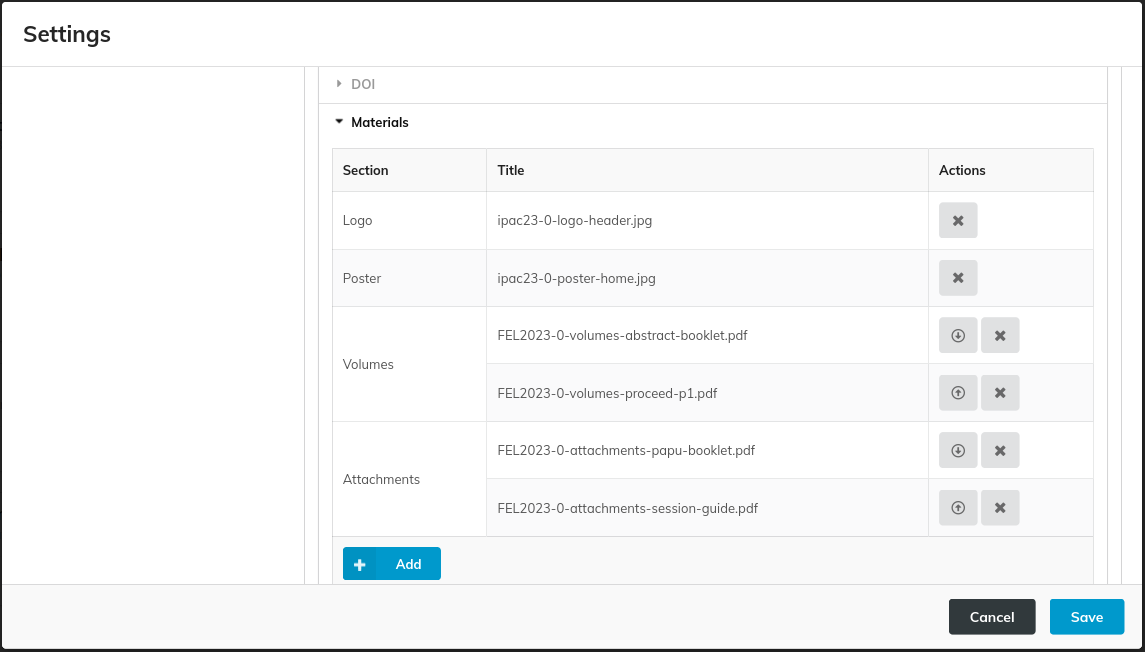 Settings
DOI
Materials
Section Title Actions
Logo ipac23-0-logo-header.jpg
Poster ipac23-0-poster-home.jpg
Volumes
FEL2023-0-volumes-abstract-booklet.pdf
FEL2023-0-volumes-proceed-p1.pdf
Attachments
FEL2023-0-attachments-papu-booklet.pdf
FEL2023-0-attachments-session-guide.pdf
Add
Cancel Save